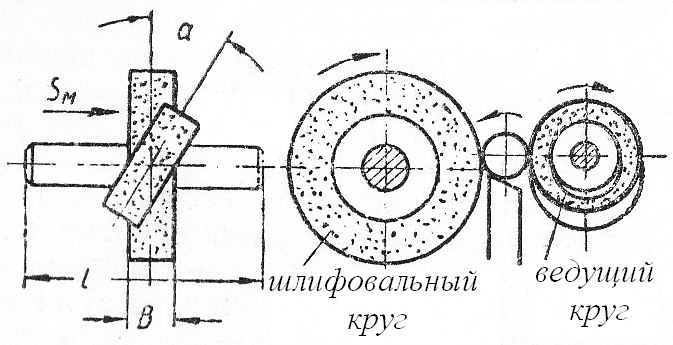 a
Sм
l
B
шлифовальный
круг
ведущий
круг